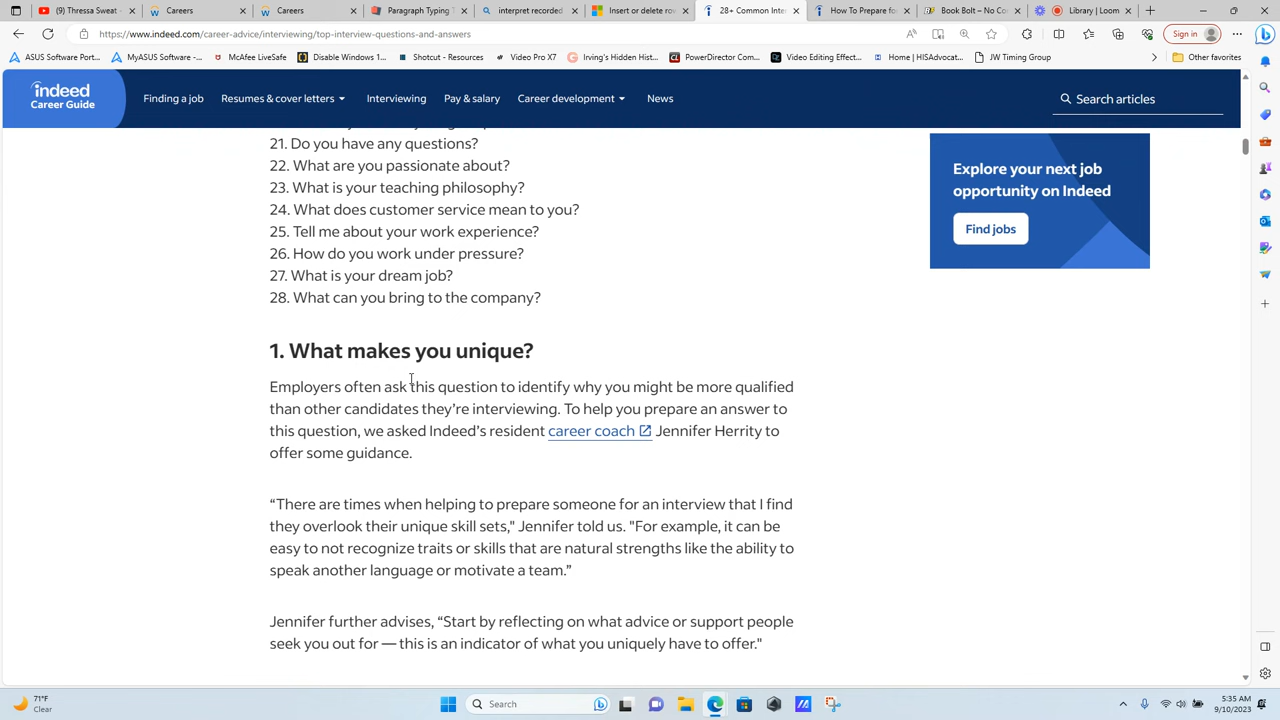 (9) Thressa Sweat -
Careers
Careers
Paragraph Typing T
interpret recorded
Insert or delete ro
28+ Common Inter
How To Prepare fo
Book Bolt – No Co
Library | Loom
https://www.indeed.com/career-advice/interviewing/top-interview-questions-and-answers
Sign in
ASUS Software Port...
MyASUS Software -...
McAfee LiveSafe
Disable Windows 1...
Shotcut - Resources
Video Pro X7
Irving's Hidden Hist...
PowerDirector Com...
Video Editing Effect...
Home | HISAdvocat...
JW Timing Group
Other favorites
indeed
Career Guide
Finding a job
Resumes & cover letters
Interviewing
Pay & salary
Career development
News
Search articles
21. Do you have any questions?
22. What are you passionate about?
23. What is your teaching philosophy?
24. What does customer service mean to you?
25. Tell me about your work experience?
26. How do you work under pressure?
27. What is your dream job?
28. What can you bring to the company?
Explore your next job
opportunity on Indeed
Find jobs
1. What makes you unique?
Employers often ask this question to identify why you might be more qualified
than other candidates they're interviewing. To help you prepare an answer to
this question, we asked Indeed's resident career coach Jennifer Herrity to
offer some guidance.
“There are times when helping to prepare someone for an interview that I find
they overlook their unique skill sets," Jennifer told us. "For example, it can be
easy to not recognize traits or skills that are natural strengths like the ability to
speak another language or motivate a team.”
Jennifer further advises, “Start by reflecting on what advice or support people
seek you out for — this is an indicator of what you uniquely have to offer."
71°F
Clear
Search
5:35 AM
9/10/2023